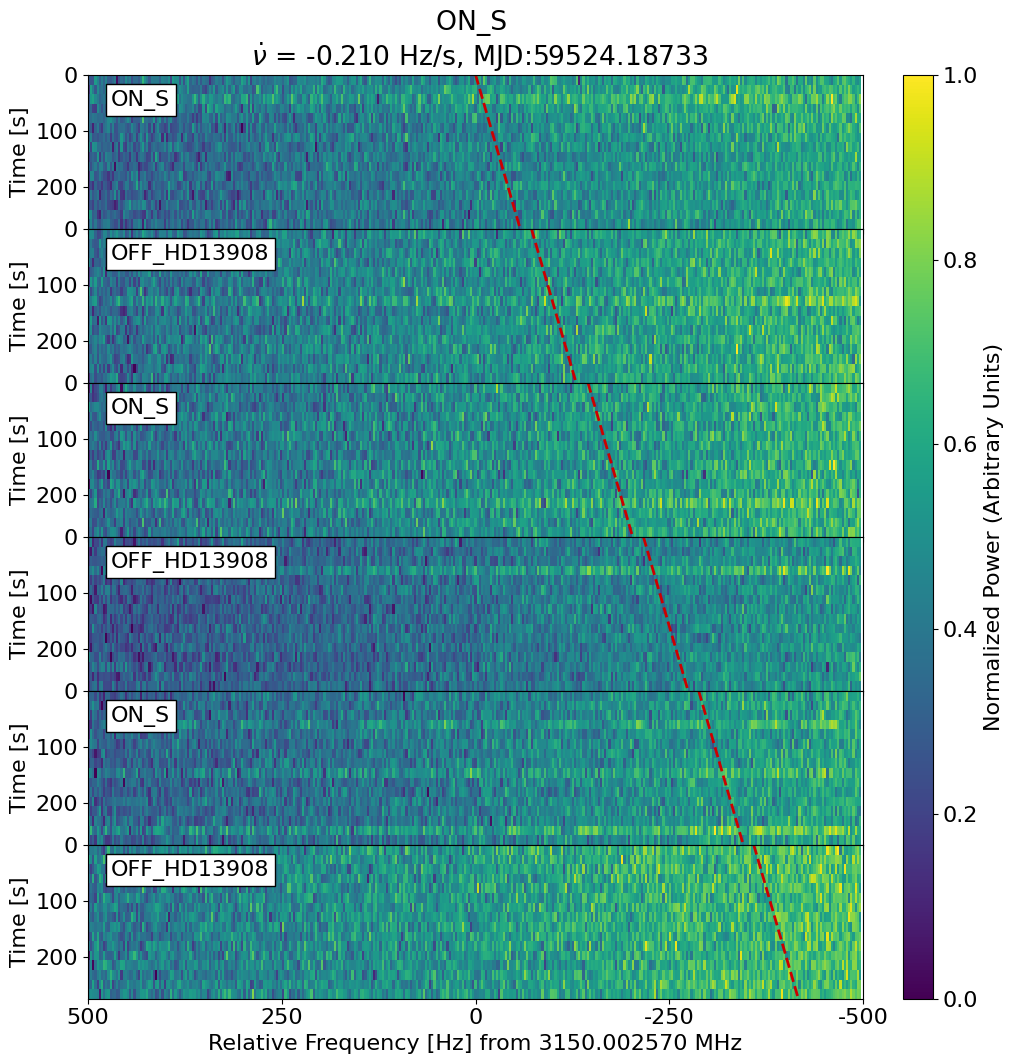 ON_S
ν̇ = -0.210 Hz/s, MJD:59524.18733
0
100
200
Time [s]
ON_S
0
100
200
Time [s]
OFF_HD13908
0
100
200
Time [s]
ON_S
0
100
200
Time [s]
OFF_HD13908
0
100
200
Time [s]
ON_S
0
100
200
Time [s]
OFF_HD13908
500 250 0 -250 -500
Relative Frequency [Hz] from 3150.002570 MHz
1.0
0.8
0.6
0.4
0.2
0.0
Normalized Power (Arbitrary Units)